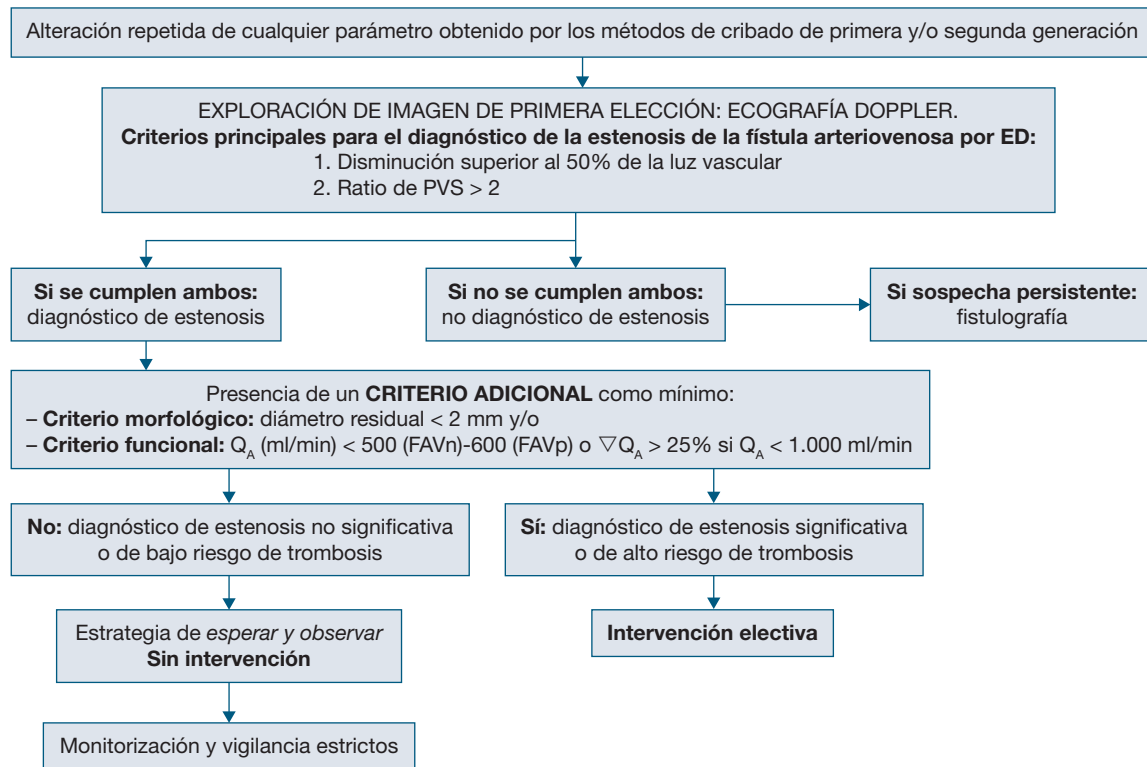 Alteración repetida de cualquier parámetro obtenido por los métodos de cribado de primera y/o segunda generación
EXPLORACIÓN DE IMAGEN DE PRIMERA ELECCIÓN: ECOGRAFÍA DOPPLER.
Criterios principales para el diagnóstico de la estenosis de la fístula arteriovenosa por ED:
1. Disminución superior al 50% de la luz vascular
2. Ratio de PVS > 2
Si se cumplen ambos:
diagnóstico de estenosis
Si no se cumplen ambos:
no diagnóstico de estenosis
Si sospecha persistente:
fistulografía
Presencia de un CRITERIO ADICIONAL como mínimo:
– Criterio morfológico: diámetro residual < 2 mm y/o
– Criterio funcional: QA (ml/min) < 500 (FAVn)-600 (FAVp) o ▽QA > 25% si QA < 1.000 ml/min
No: diagnóstico de estenosis no significativa
o de bajo riesgo de trombosis
Sí: diagnóstico de estenosis significativa
o de alto riesgo de trombosis
Estrategia de esperar y observar
Sin intervención
Intervención electiva
Monitorización y vigilancia estrictos